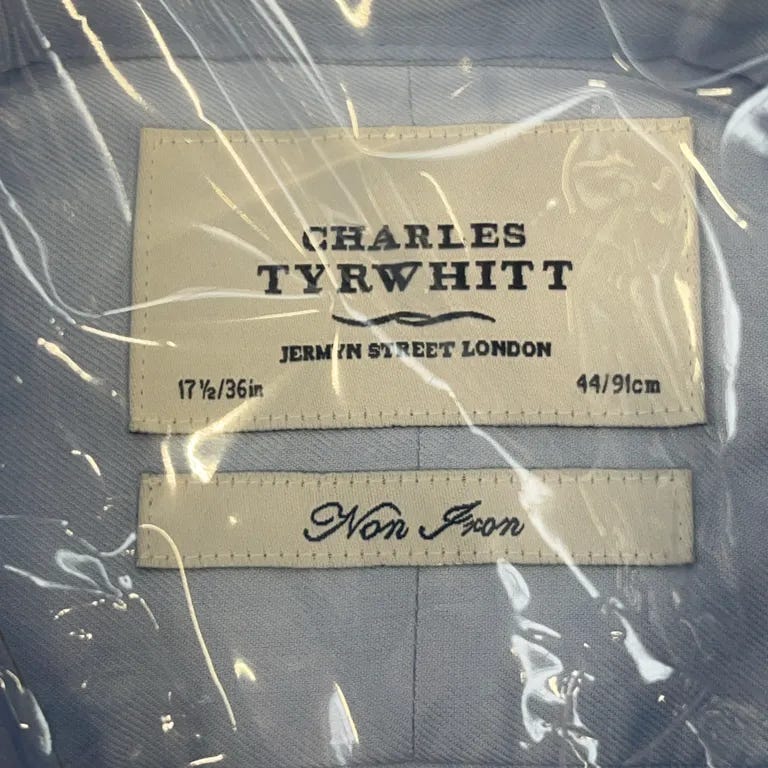 CHARLES
TYRWHITT
JERMYN STREET LONDON
17½/36in 44/91cm
Non Iron